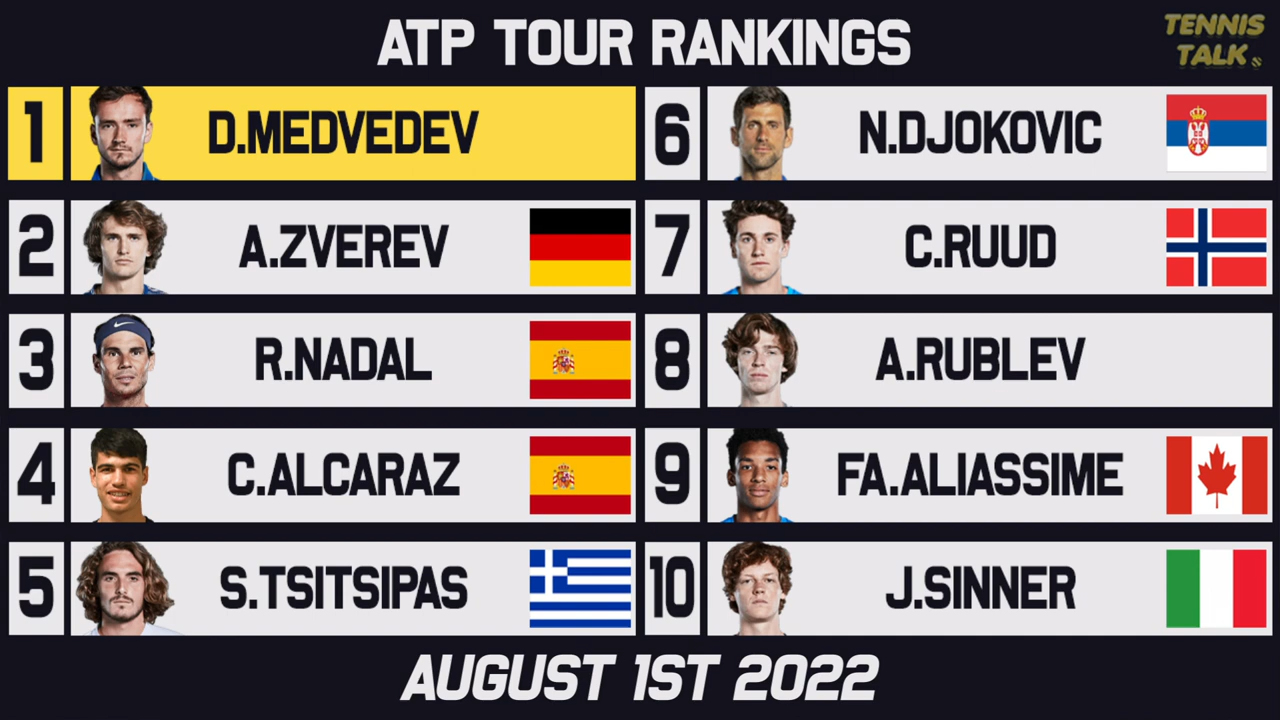 ATP TOUR RANKINGS
TENNIS
TALK
1 D.MEDVEDEV
2 A.ZVEREV
3 R.NADAL
4 C.ALCARAZ
5 S.TSITSIPAS
6 N.DJOKOVIC
7 C.RUUD
8 A.RUBLEV
9 FA.ALIASSIME
10 J.SINNER
AUGUST 1ST 2022